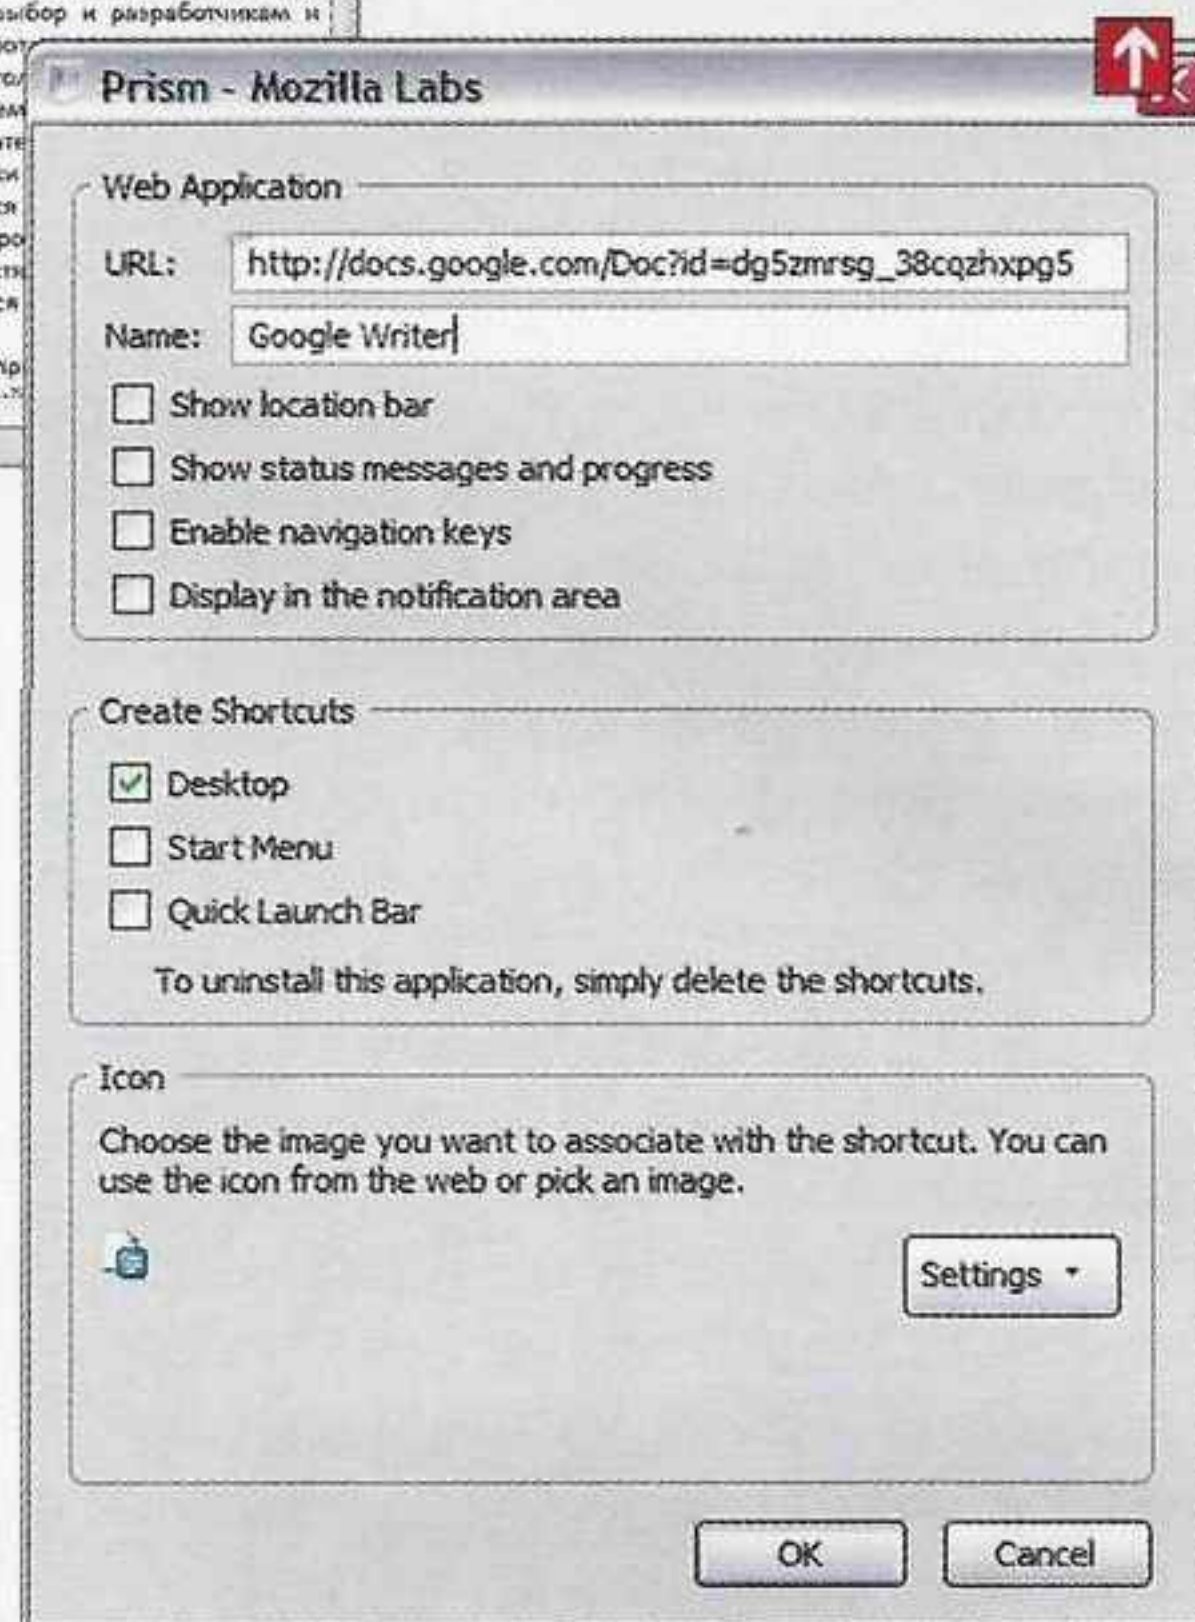 выбор и разработчикам и
Prism - Mozilla Labs
Web Application
URL: http://docs.google.com/Doc?id=dg5zmrsg_38cqzhxpg5
Name: Google Writer
Show location bar
Show status messages and progress
Enable navigation keys
Display in the notification area
Create Shortcuts
Desktop
Start Menu
Quick Launch Bar
To uninstall this application, simply delete the shortcuts.
Icon
Choose the image you want to associate with the shortcut. You can
use the icon from the web or pick an image.
Settings
OK Cancel